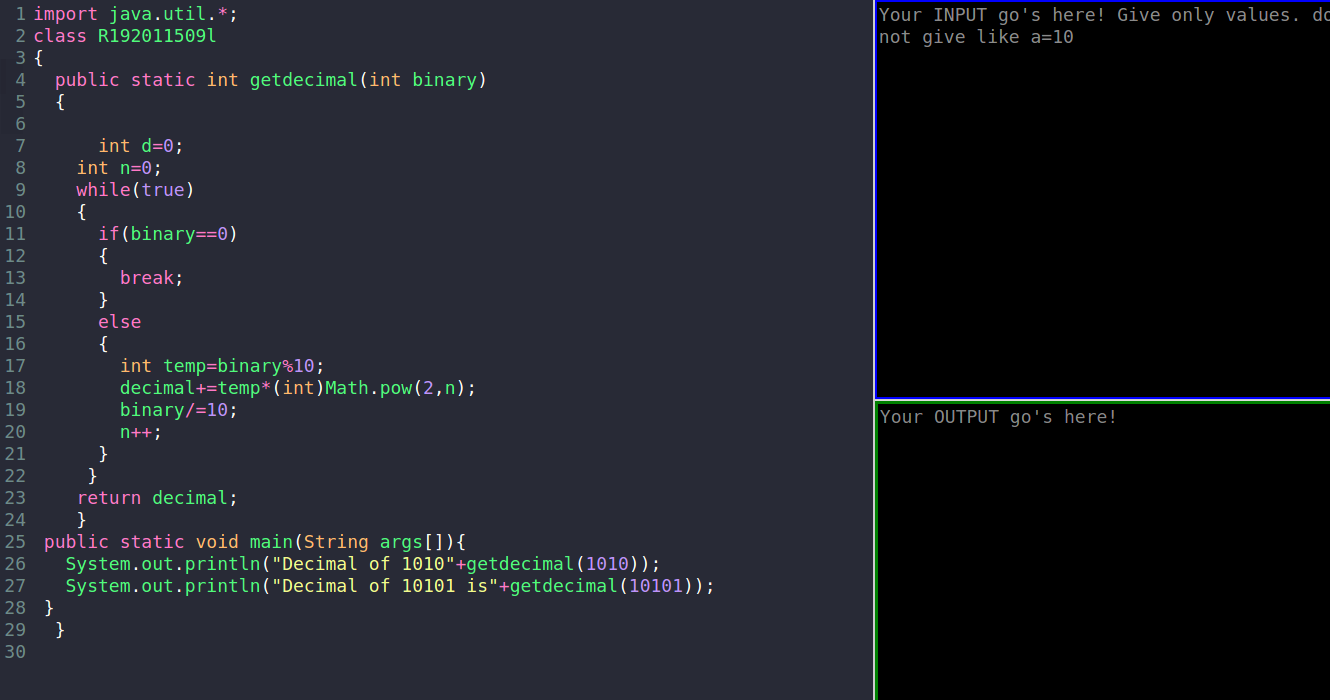 1 import java.util.*;
2 class R192011509l
3 {
4   public static int getdecimal(int binary)
5   {
6
7       int d=0;
8     int n=0;
9     while(true)
10     {
11       if(binary==0)
12       {
13         break;
14       }
15       else
16       {
17         int temp=binary%10;
18         decimal+=temp*(int)Math.pow(2,n);
19         binary/=10;
20         n++;
21       }
22      }
23     return decimal;
24     }
25  public static void main(String args[]){
26    System.out.println("Decimal of 1010"+getdecimal(1010));
27    System.out.println("Decimal of 10101 is"+getdecimal(10101));
28  }
29   }
30
Your INPUT go's here! Give only values. do
not give like a=10
Your OUTPUT go's here!